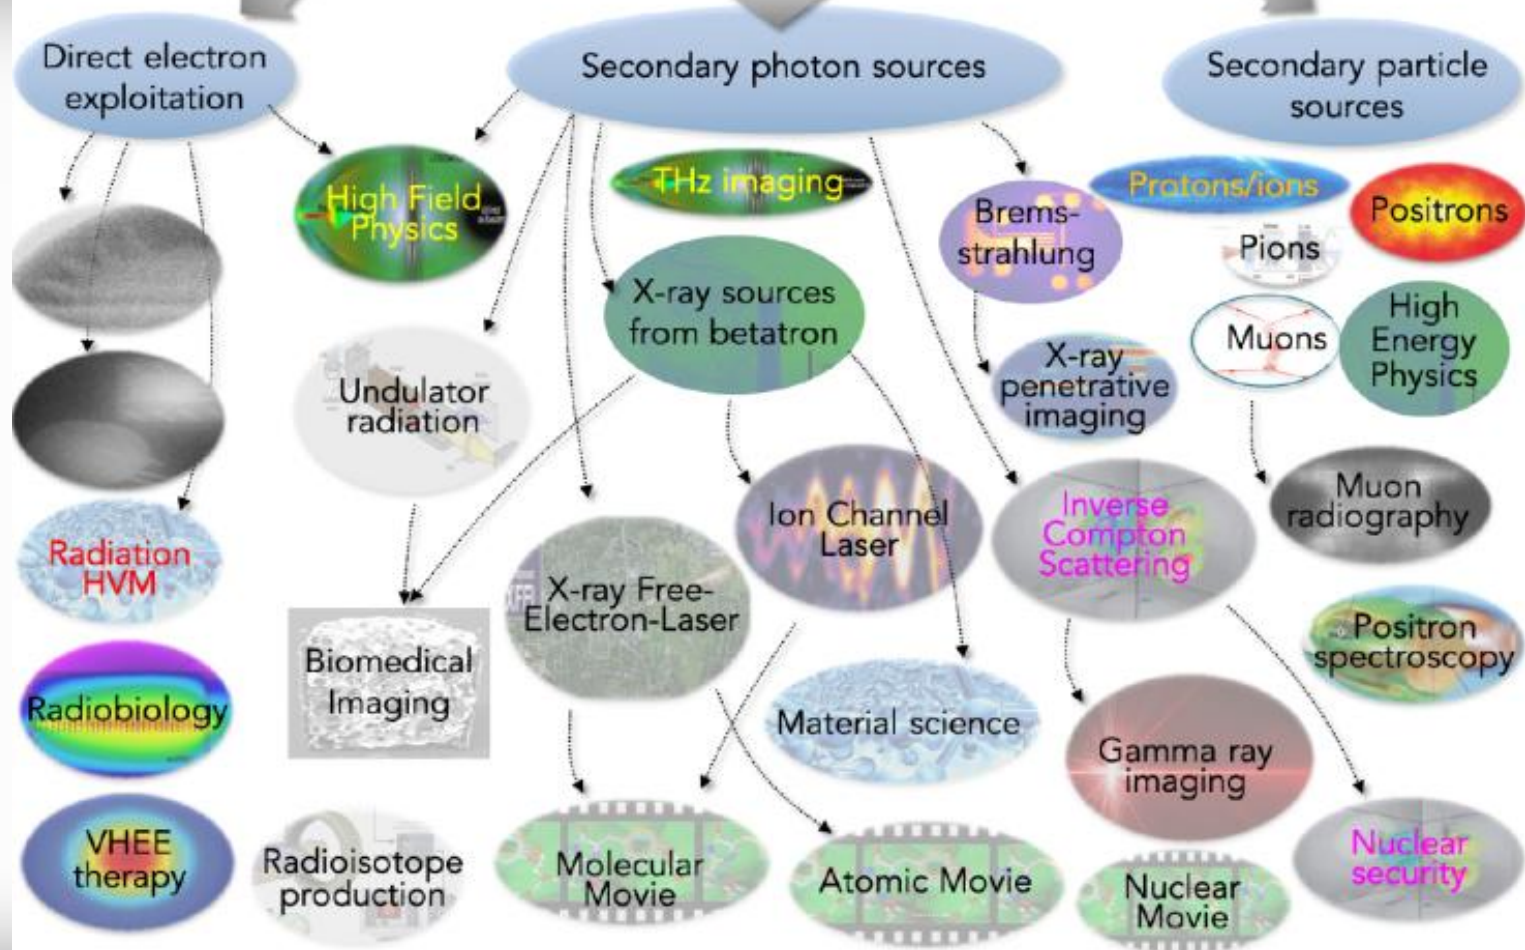 Direct electron
exploitation
Secondary photon sources
Secondary particle
sources
High Field
Physics
THz imaging
Brems-
strahlung
Protons/ions
Positrons
Pions
X-ray sources
from betatron
Muons
High
Energy
Physics
Undulator
radiation
X-ray
penetrative
imaging
Ion Channel
Laser
Inverse
Compton
Scattering
Muon
radiography
Radiation
HVM
X-ray Free-
Electron-Laser
Biomedical
Imaging
Positron
spectroscopy
Radiobiology
Material science
Gamma ray
imaging
VHEE
therapy
Radioisotope
production
Molecular
Movie
Atomic Movie
Nuclear
Movie
Nuclear
security